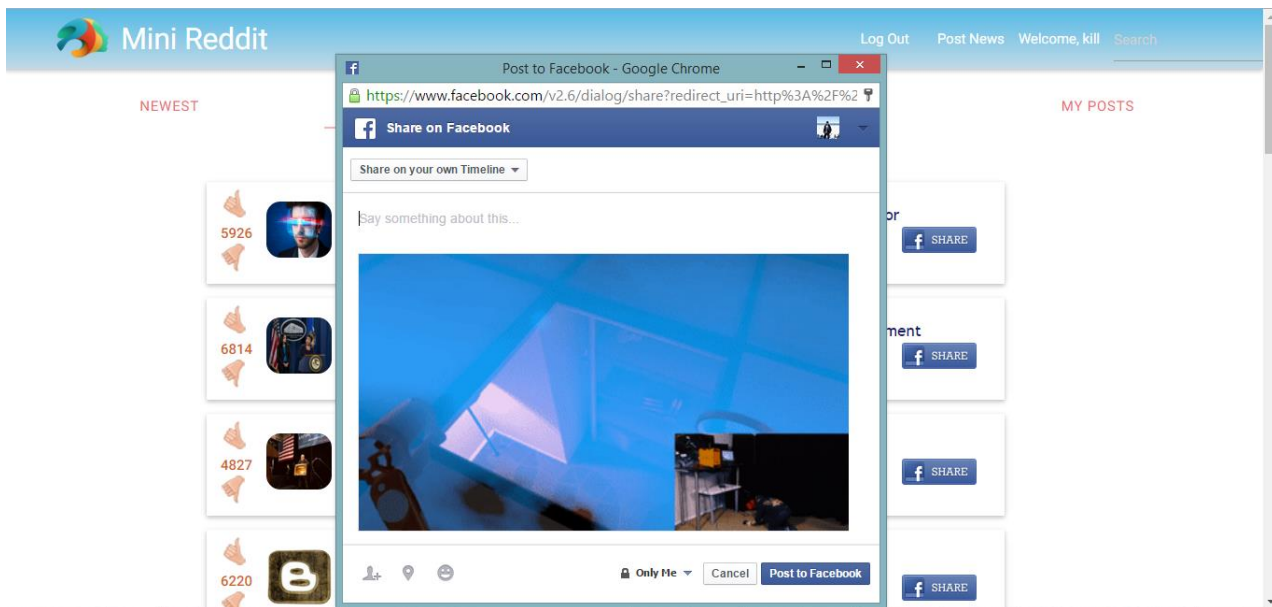 Mini Reddit
Log Out Post News Welcome, kill Search
Post to Facebook - Google Chrome
https://www.facebook.com/v2.6/dialog/share?redirect_uri=http%3A%2F%2
NEWEST
MY POSTS
Share on Facebook
Share on your own Timeline
Say something about this...
5926
or
SHARE
6814
ment
SHARE
4827
SHARE
6220
SHARE
Only Me Cancel Post to Facebook